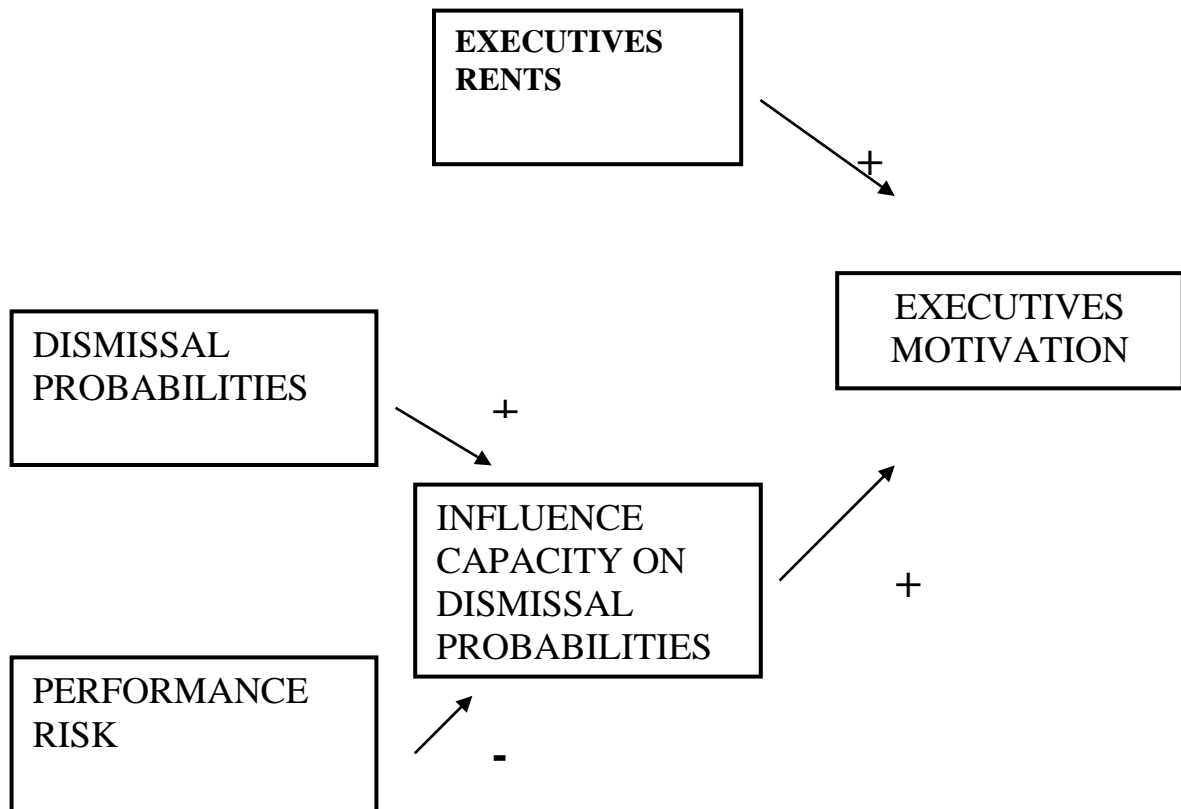 EXECUTIVES
RENTS
+
EXECUTIVES
MOTIVATION
DISMISSAL
PROBABILITIES
+
INFLUENCE
CAPACITY ON
DISMISSAL
PROBABILITIES
+
PERFORMANCE
RISK
-